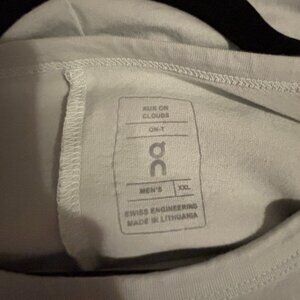 RUN ON
CLOUDS
ON-T
on
MEN'S XXL
SWISS ENGINEERING
MADE IN LITHUANIA